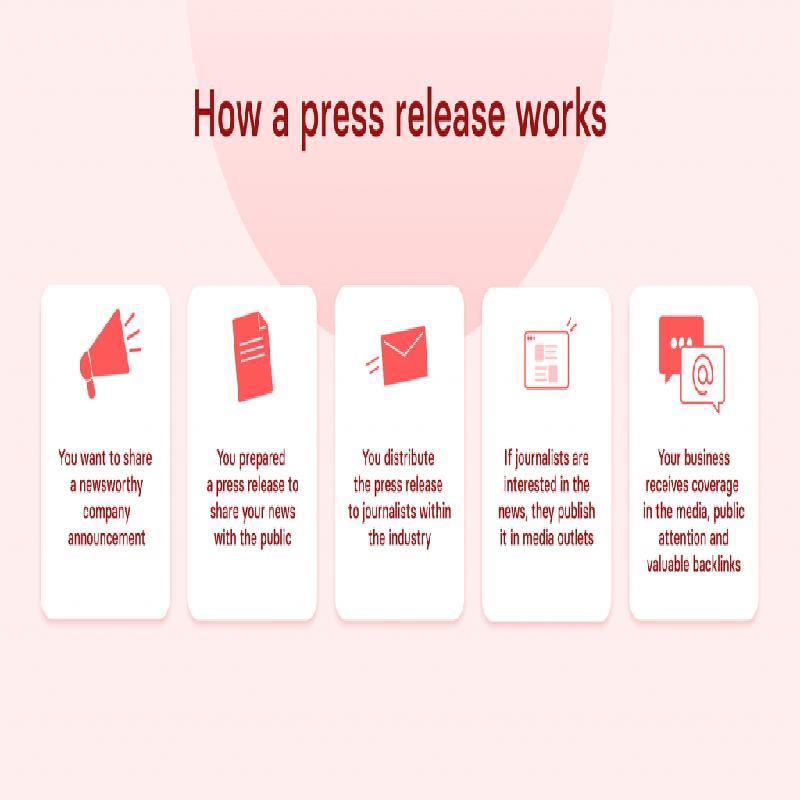 How a press release works
You want to share
a newsworthy
company
announcement
You prepared
a press release to
share your news
with the public
You distribute
the press release
to journalists within
the industry
If journalists are
interested in the
news, they publish
it in media outlets
@
Your business
receives coverage
in the media, public
attention and
valuable backlinks